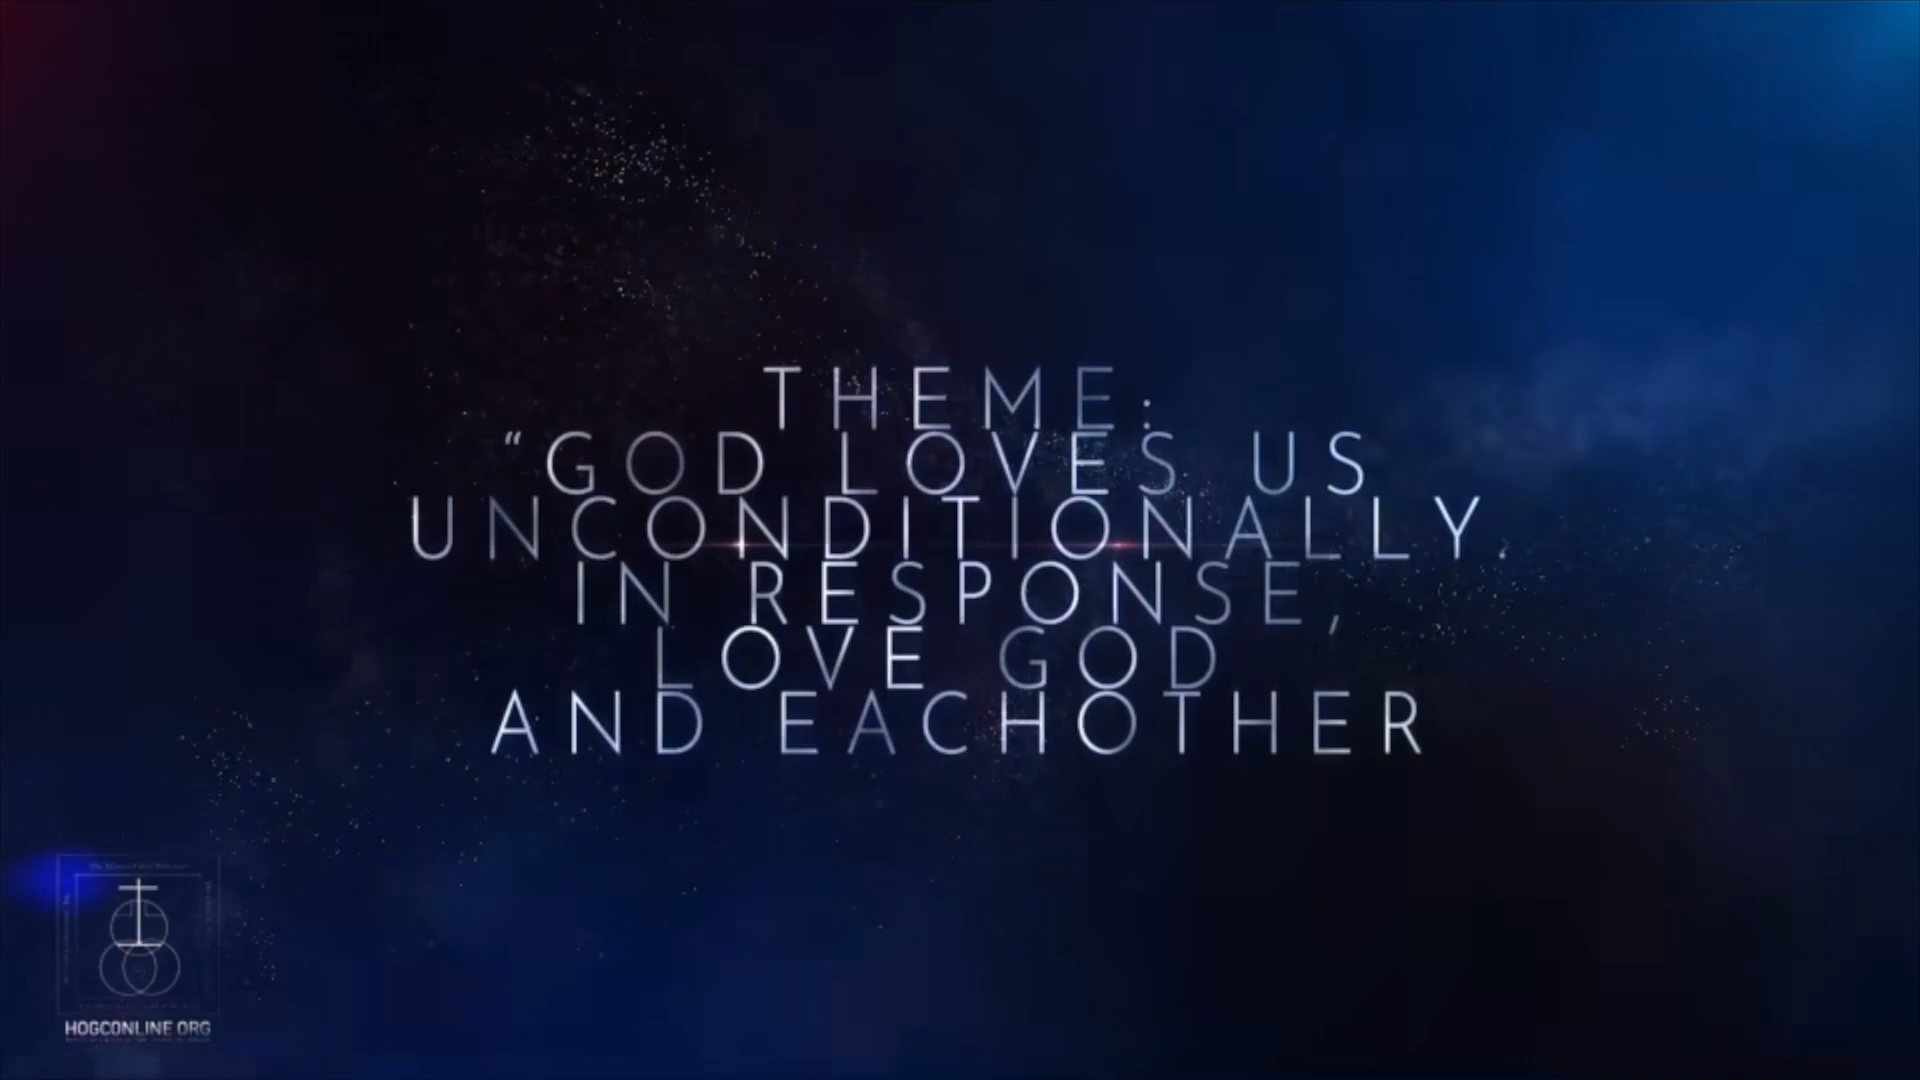 THEME:
“GOD LOVES US
UNCONDITIONALLY.
IN RESPONSE,
LOVE GOD
AND EACHOTHER
HOGCONLINE.ORG